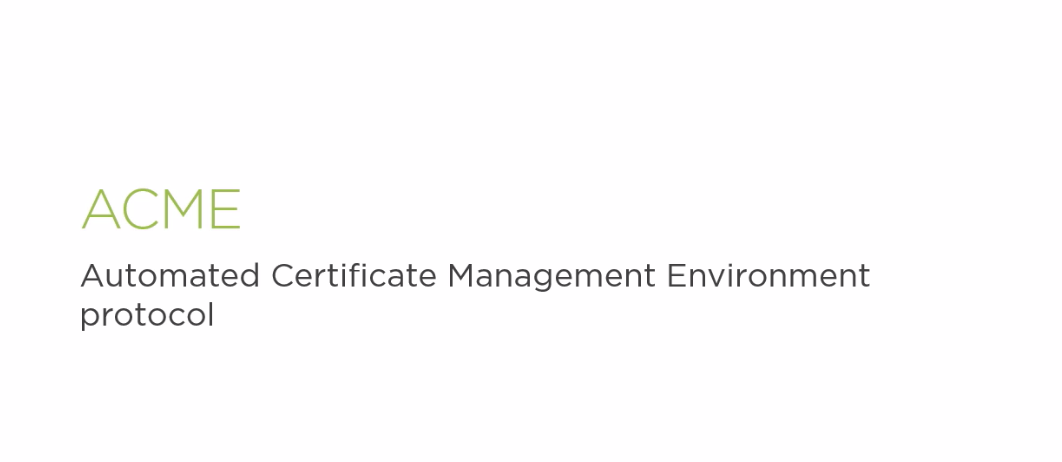 ACME
Automated Certificate Management Environment
protocol